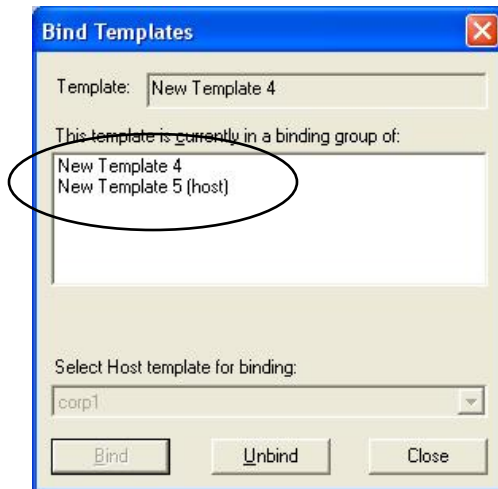 Bind Templates
Template: New Template 4
This template is currently in a binding group of:
New Template 4
New Template 5 (host)
Select Host template for binding:
corp1
Bind Unbind Close